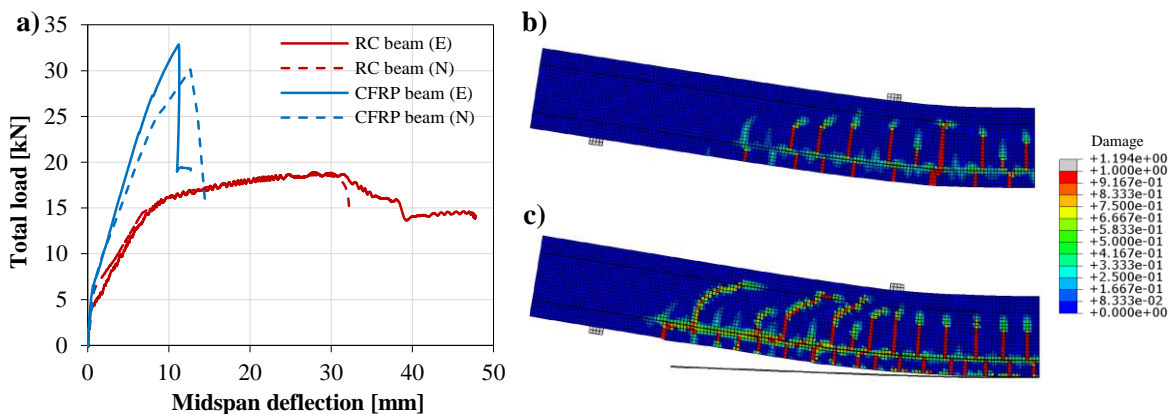 a)
Total load [kN]
35
30
25
20
15
10
5
0
0 10 20 30 40 50
Midspan deflection [mm]
RC beam (E)
RC beam (N)
CFRP beam (E)
CFRP beam (N)
b)
c)
Damage
+1.194e+00
+1.000e+00
+9.167e-01
+8.333e-01
+7.500e-01
+6.667e-01
+5.833e-01
+5.000e-01
+4.167e-01
+3.333e-01
+2.500e-01
+1.667e-01
+8.333e-02
+0.000e+00